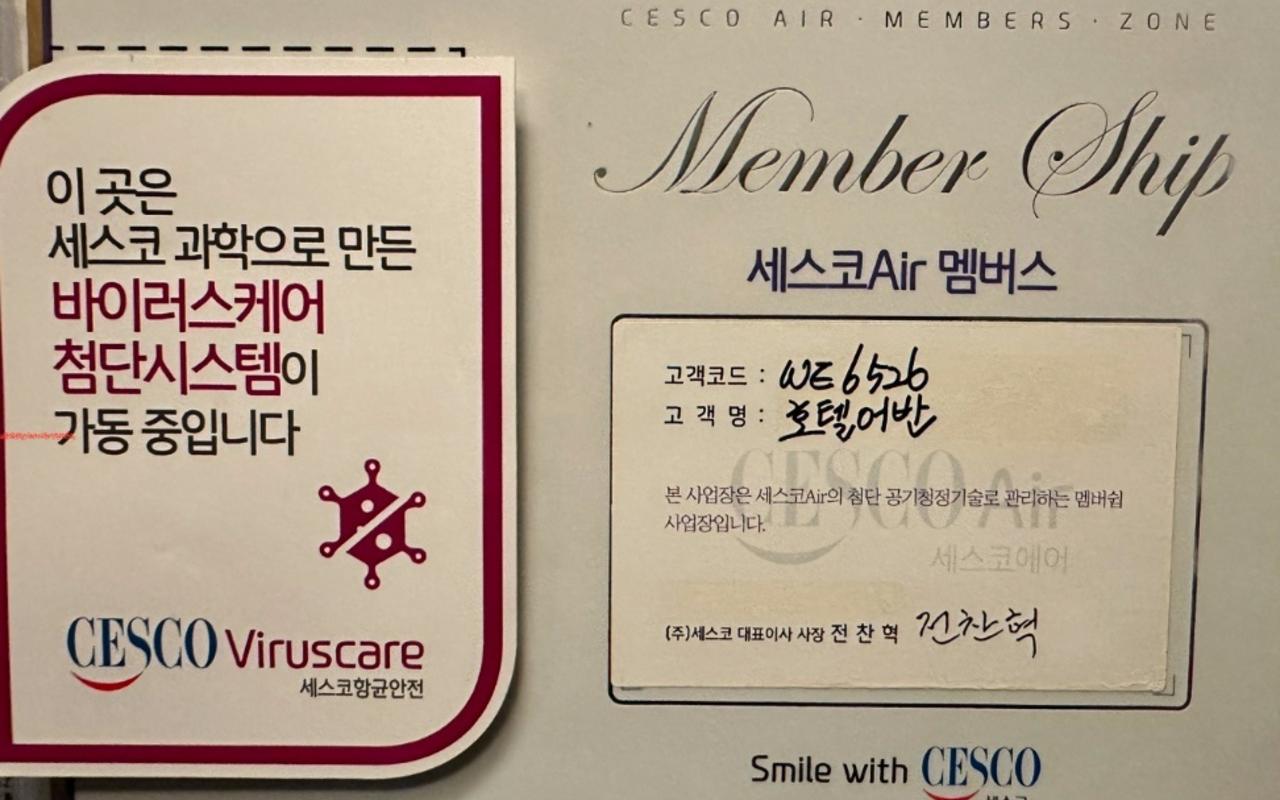 이 곳은
세스코 과학으로 만든
바이러스케어
첨단시스템이
가동 중입니다
CESCO Viruscare
세스코항균안전
CESCO AIR · MEMBERS · ZONE
Member Ship
세스코Air 멤버스
고객코드 : WE6526
고 객 명 : 호텔어반
본 사업장은 세스코Air의 첨단 공기청정기술로 관리하는 멤버쉽
사업장입니다.
CESCO Air
세스코에어
(주)세스코 대표이사 사장 전 찬 혁 전찬혁
Smile with CESCO
세스코